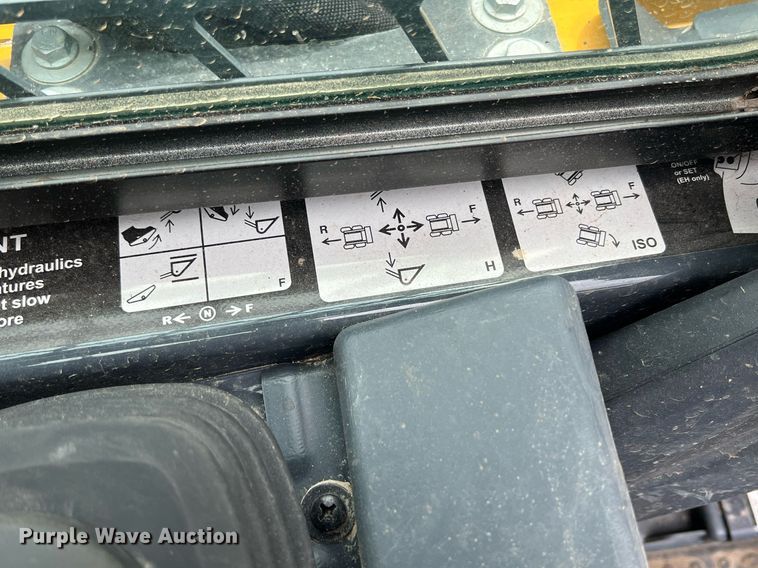 ON/OFF
or SET
(EH only)
NT
hydraulics
atures
t slow
ore
F
R F
H
R F
ISO
R N F
Purple Wave Auction